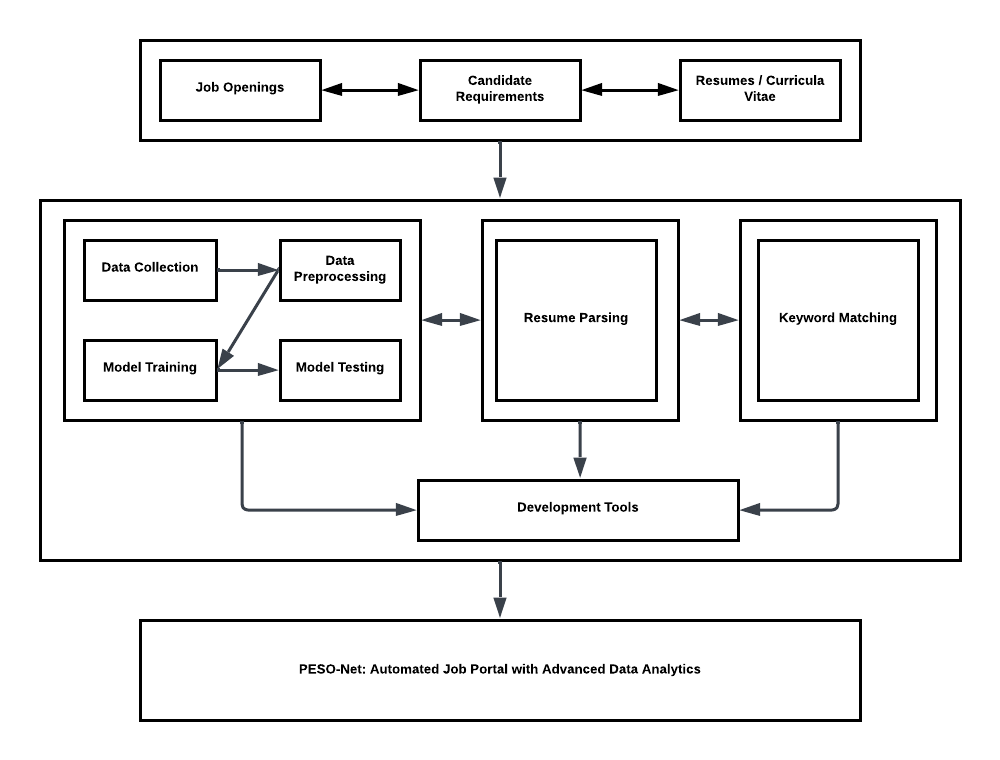 Job Openings
Candidate
Requirements
Resumes / Curricula
Vitae
Data Collection
Data
Preprocessing
Model Training
Model Testing
Resume Parsing
Keyword Matching
Development Tools
PESO-Net: Automated Job Portal with Advanced Data Analytics